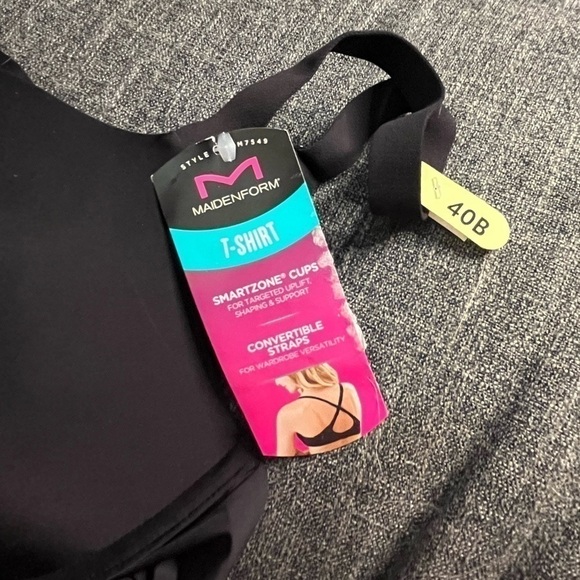 STYLE M7549
MAIDENFORM®
T-SHIRT
SMARTZONE® CUPS
FOR TARGETED UPLIFT,
SHAPING & SUPPORT
CONVERTIBLE
STRAPS
FOR WARDROBE VERSATILITY
40B